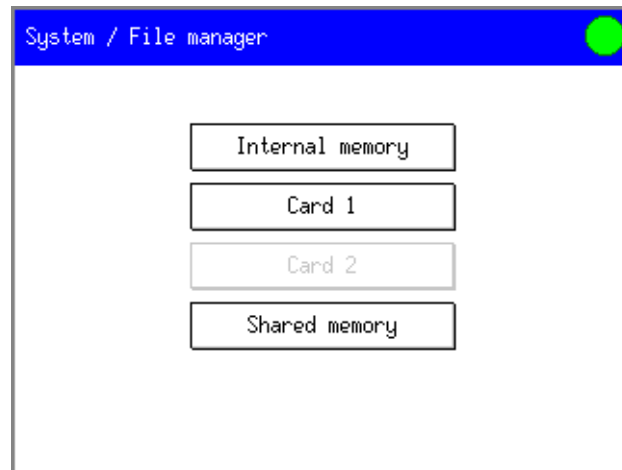 System / File manager
Internal memory
Card 1
Card 2
Shared memory